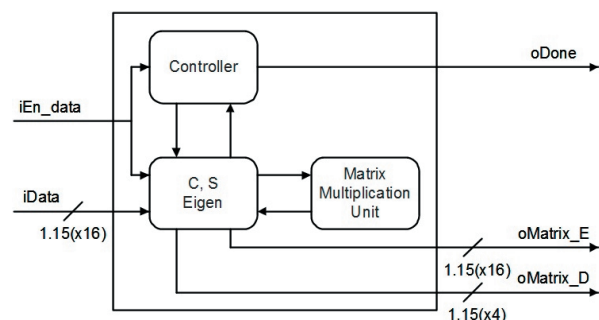 Controller
oDone
iEn_data
C, S
Eigen
Matrix
Multiplication
Unit
iData
1.15(x16)
oMatrix_E
1.15(x16)
oMatrix_D
1.15(x4)